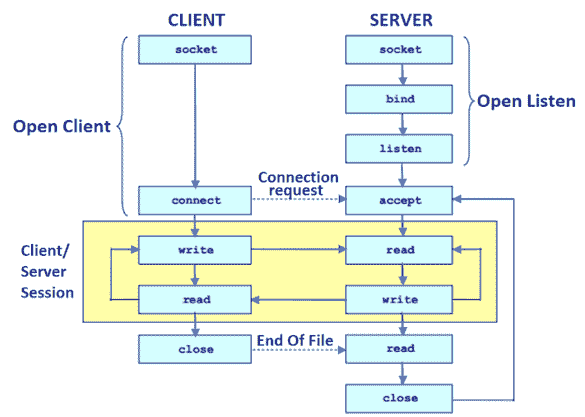 CLIENT SERVER
socket socket
Open Client
bind
Open Listen
listen
Connection
request
connect accept
Client/
Server
Session
write read
read write
close End Of File read
close